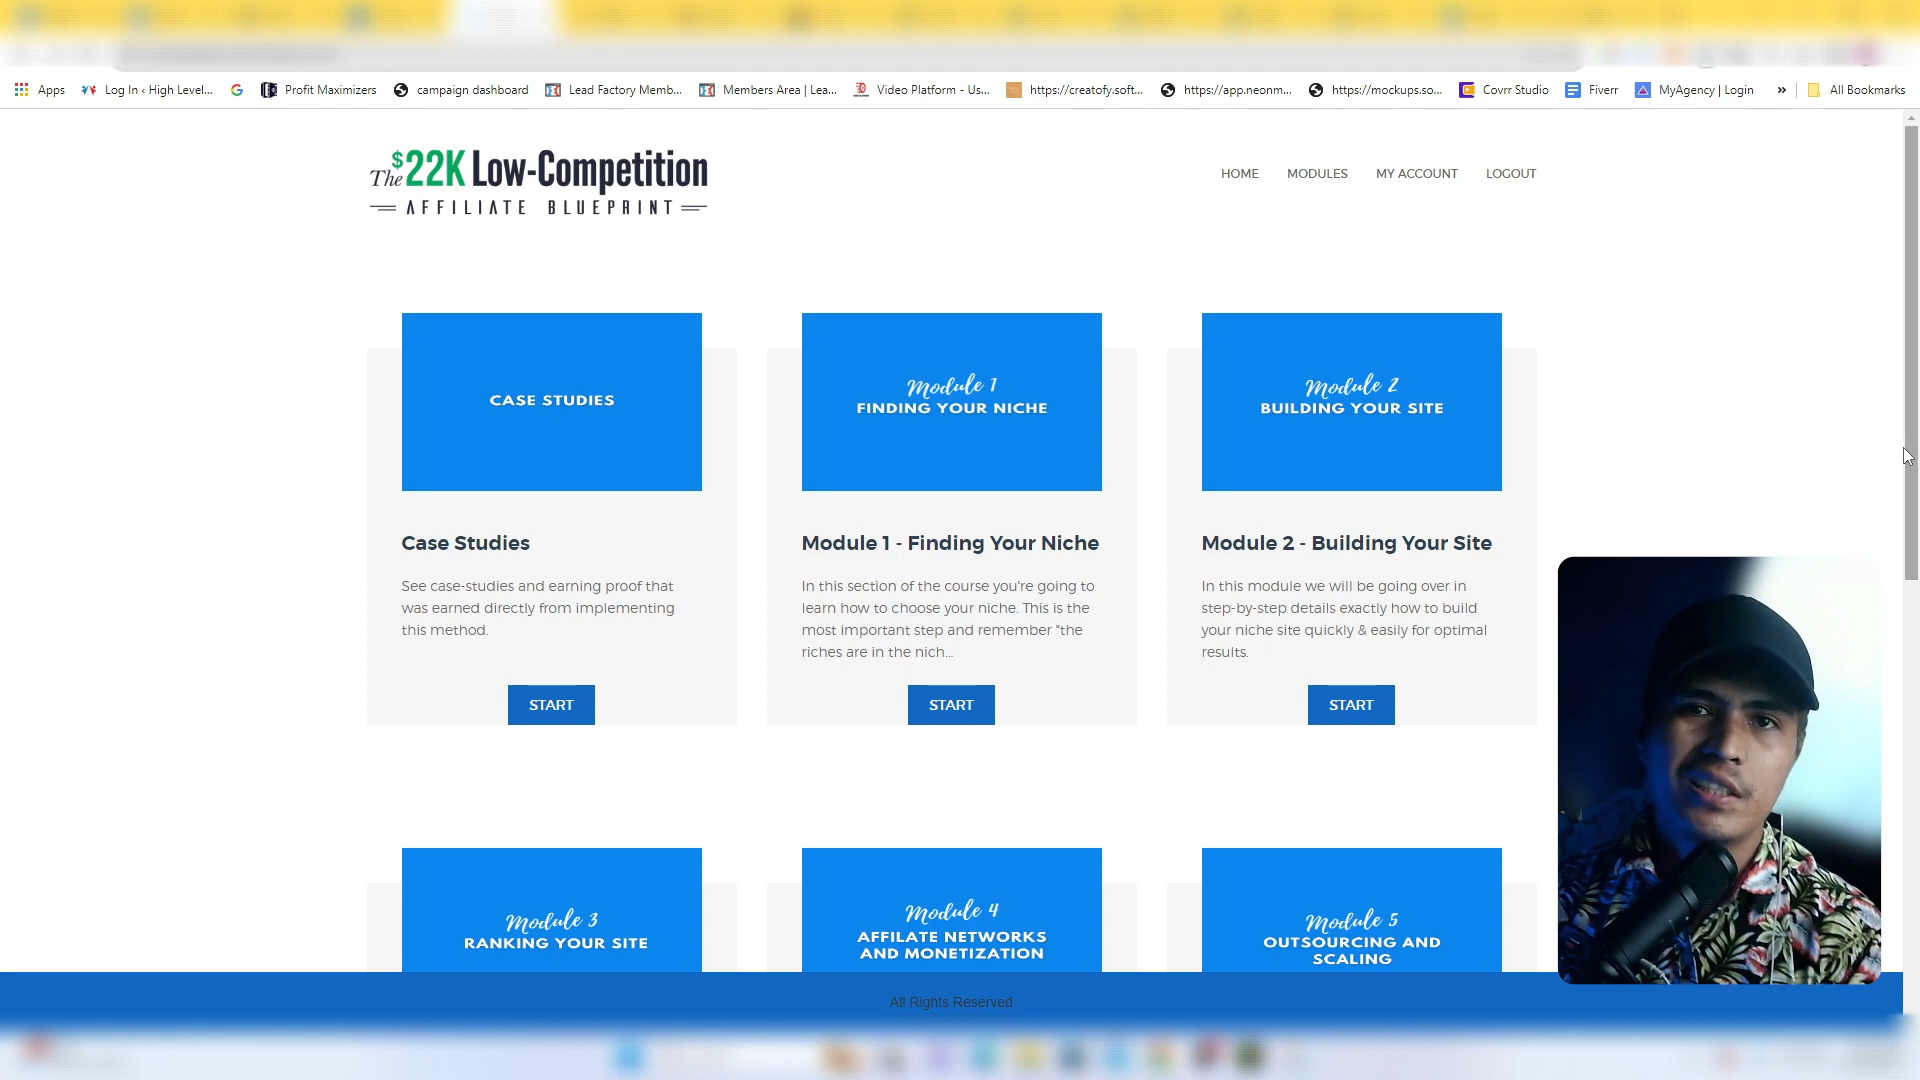 Apps
Log In ‹ High Level...
Profit Maximizers
campaign dashboard
Lead Factory Memb...
Members Area | Lea...
Video Platform - Us...
https://creatofy.soft...
https://app.neonm...
https://mockups.so...
Covrr Studio
Fiverr
MyAgency | Login
»
All Bookmarks
The $22K Low-Competition
AFFILIATE BLUEPRINT
HOME
MODULES
MY ACCOUNT
LOGOUT
CASE STUDIES
Case Studies
See case-studies and earning proof that
was earned directly from implementing
this method.
START
Module 1
FINDING YOUR NICHE
Module 1 - Finding Your Niche
In this section of the course you're going to
learn how to choose your niche. This is the
most important step and remember "the
riches are in the nich...
START
Module 2
BUILDING YOUR SITE
Module 2 - Building Your Site
In this module we will be going over in
step-by-step details exactly how to build
your niche site quickly & easily for optimal
results.
START
Module 3
RANKING YOUR SITE
Module 4
AFFILATE NETWORKS
AND MONETIZATION
Module 5
OUTSOURCING AND
SCALING
All Rights Reserved